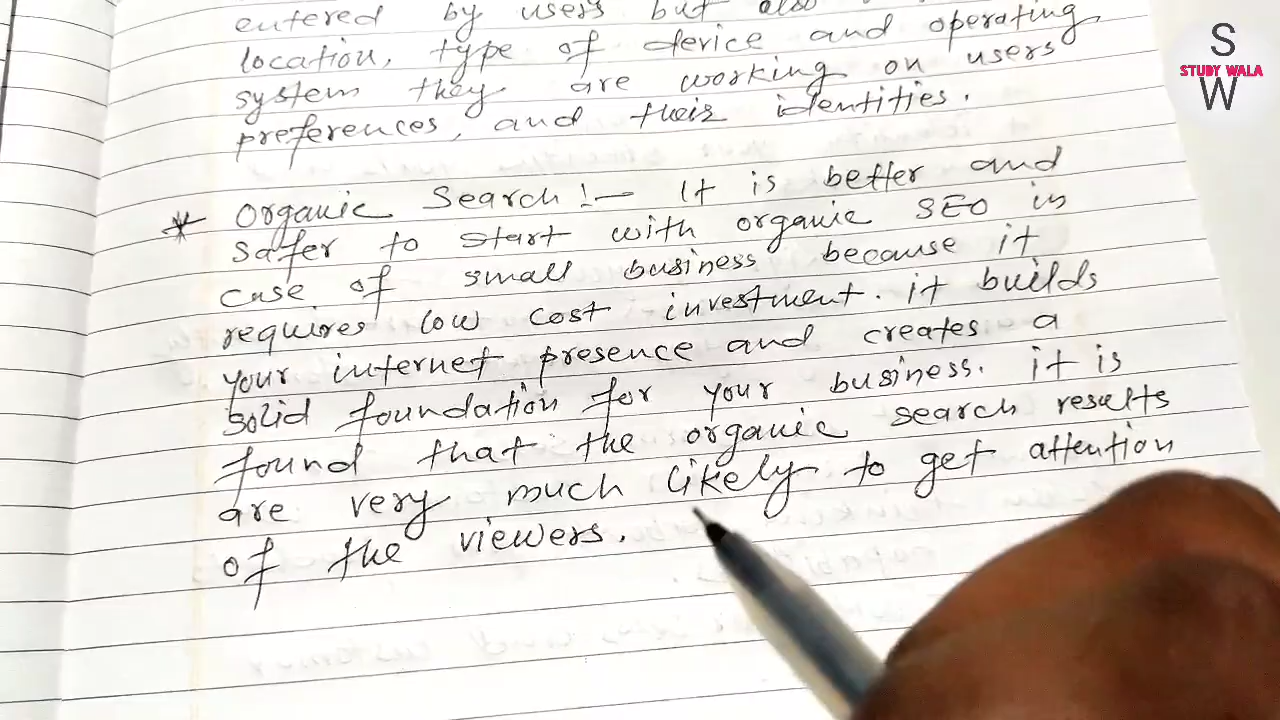 entered by users but also
location, type of device and operating
system they are working on users
preferences, and their identities.
* Organic Search :- It is better and
safer to start with organic SEO in
case of small business because it
requires low cost investment. it builds
your internet presence and creates a
solid foundation for your business. it is
found that the organic search results
are very much likely to get attention
of the viewers.
S
STUDY WALA
W